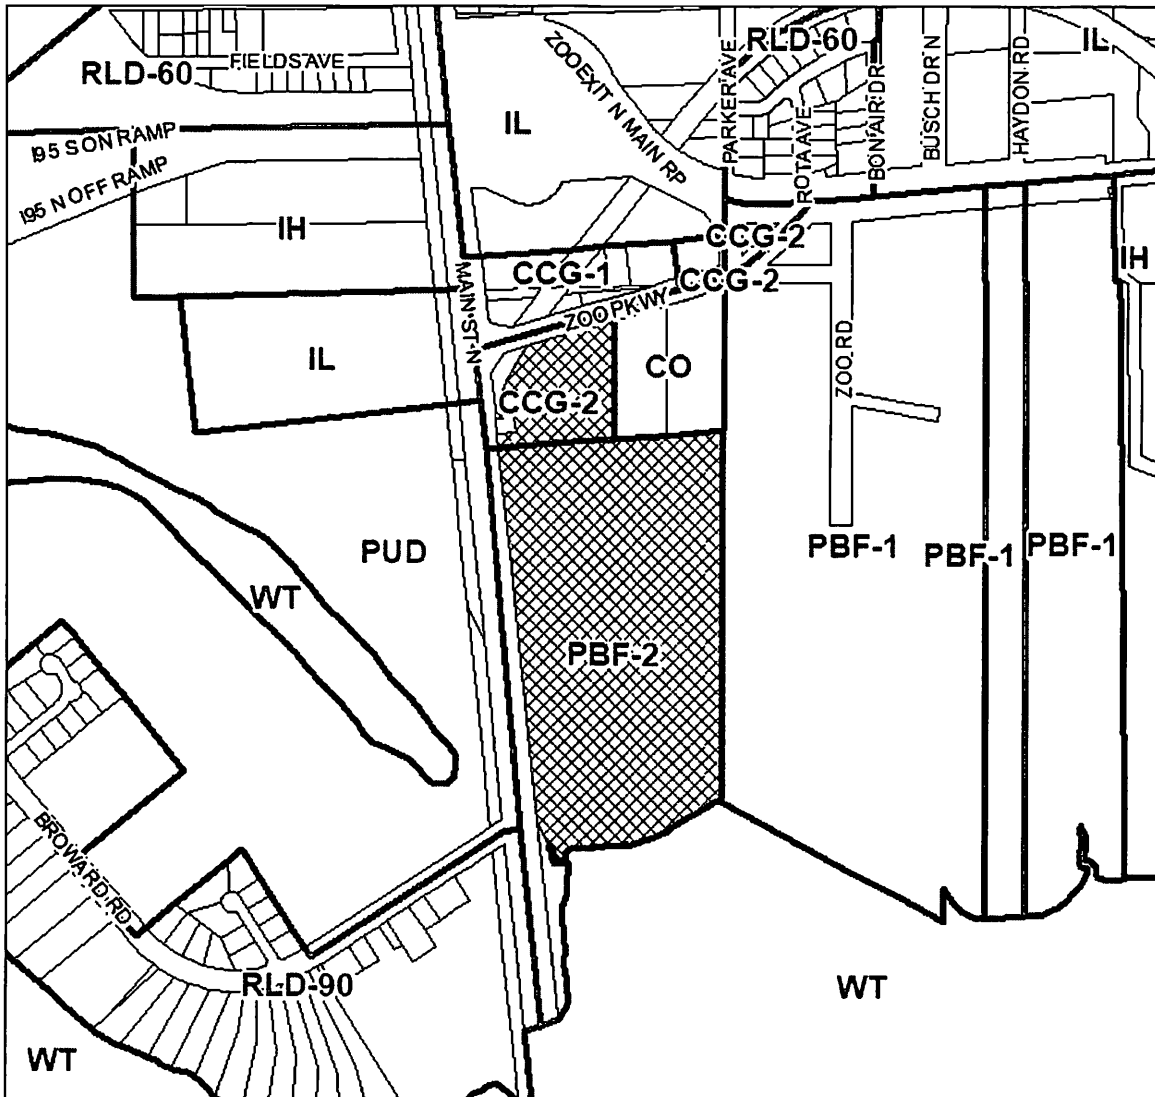 RLD-60
FIELDS AVE
RLD-60
IL
ZOO EXIT N MAIN RP
PARKER AVE
ROTA AVE
BON AIR DR
BUSCH DR N
HAYDON RD
IL
I95 S ON RAMP
I95 N OFF RAMP
IH
CCG-2
CCG-1
CCG-2
IH
MAIN ST N
ZOO PKWY
IL
CO
ZOO RD
CCG-2
PUD
PBF-1
PBF-1
PBF-1
WT
PBF-2
BROWARD RD
RLD-90
WT
WT